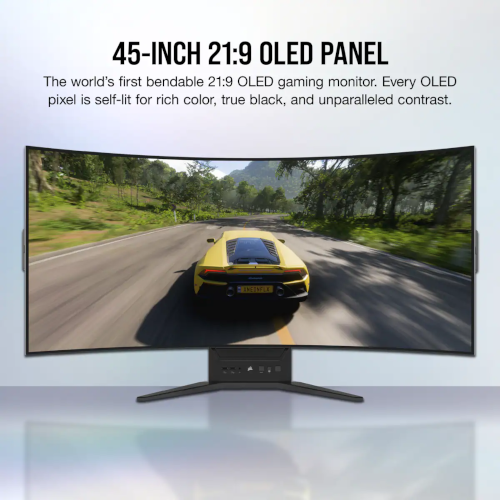 45-INCH 21:9 OLED PANEL
The world's first bendable 21:9 OLED gaming monitor. Every OLED
pixel is self-lit for rich color, true black, and unparalleled contrast.